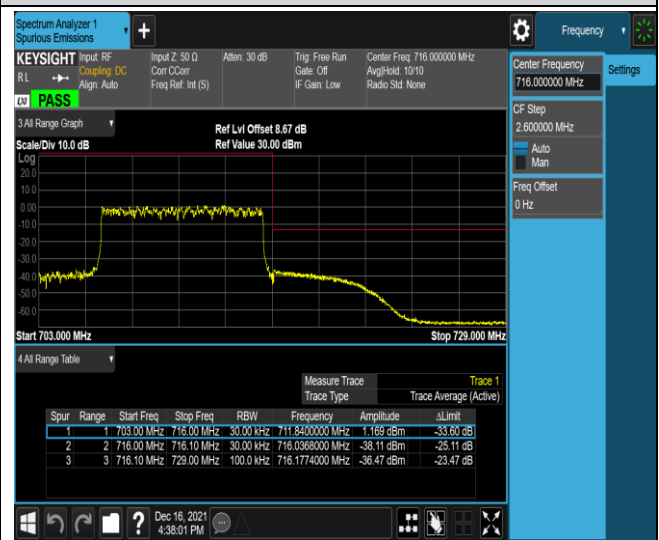 Spectrum Analyzer 1
Spurious Emissions
+
Frequency
KEYSIGHT
RL
LXI PASS
Input: RF
Coupling: DC
Align: Auto
Input Z: 50 Ω
Corr CCorr
Freq Ref: Int (S)
Atten: 30 dB
Trig: Free Run
Gate: Off
IF Gain: Low
Center Freq: 716.000000 MHz
Avg|Hold: 10/10
Radio Std: None
Center Frequency
716.000000 MHz
Settings
CF Step
2.600000 MHz
Auto
Man
Freq Offset
0 Hz
3 All Range Graph
Ref Lvl Offset 8.67 dB
Scale/Div 10.0 dB
Ref Value 30.00 dBm
Log
20.0
10.0
0.00
-10.0
-20.0
-30.0
-40.0
-50.0
-60.0
Start 703.000 MHz
Stop 729.000 MHz
4 All Range Table
Measure Trace Trace 1
Trace Type Trace Average (Active)
Spur Range Start Freq Stop Freq RBW Frequency Amplitude ΔLimit
1 1 703.00 MHz 716.00 MHz 30.00 kHz 711.8400000 MHz 1.169 dBm -33.60 dB
2 2 716.00 MHz 716.10 MHz 30.00 kHz 716.0368000 MHz -38.11 dBm -25.11 dB
3 3 716.10 MHz 729.00 MHz 100.0 kHz 716.1774000 MHz -36.47 dBm -23.47 dB
?
Dec 16, 2021
4:38:01 PM